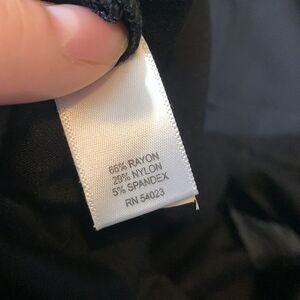 66% RAYON
29% NYLON
5% SPANDEX
RN 54023